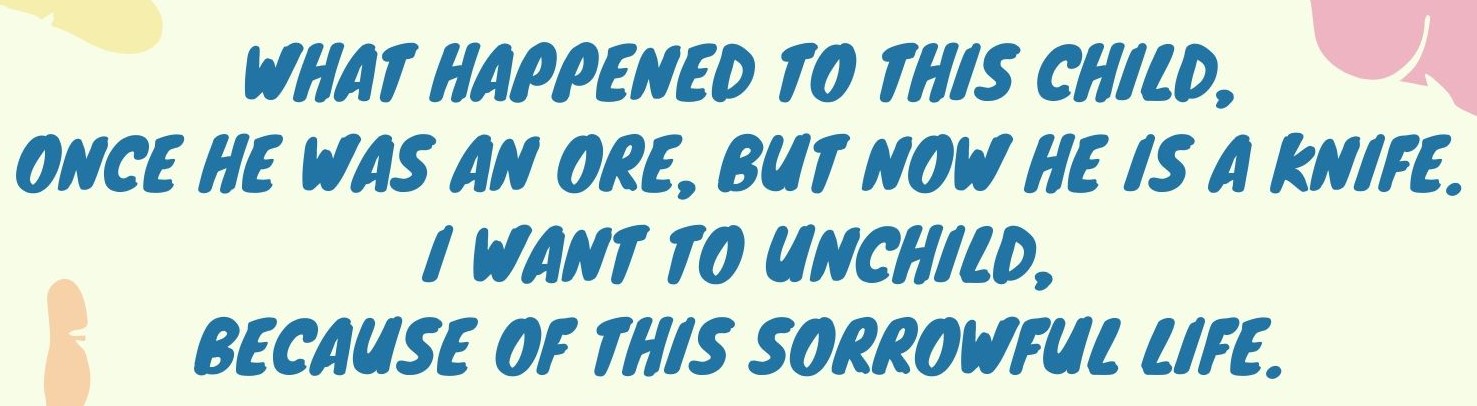 WHAT HAPPENED TO THIS CHILD,
ONCE HE WAS AN ORE, BUT NOW HE IS A KNIFE.
I WANT TO UNCHILD,
BECAUSE OF THIS SORROWFUL LIFE.